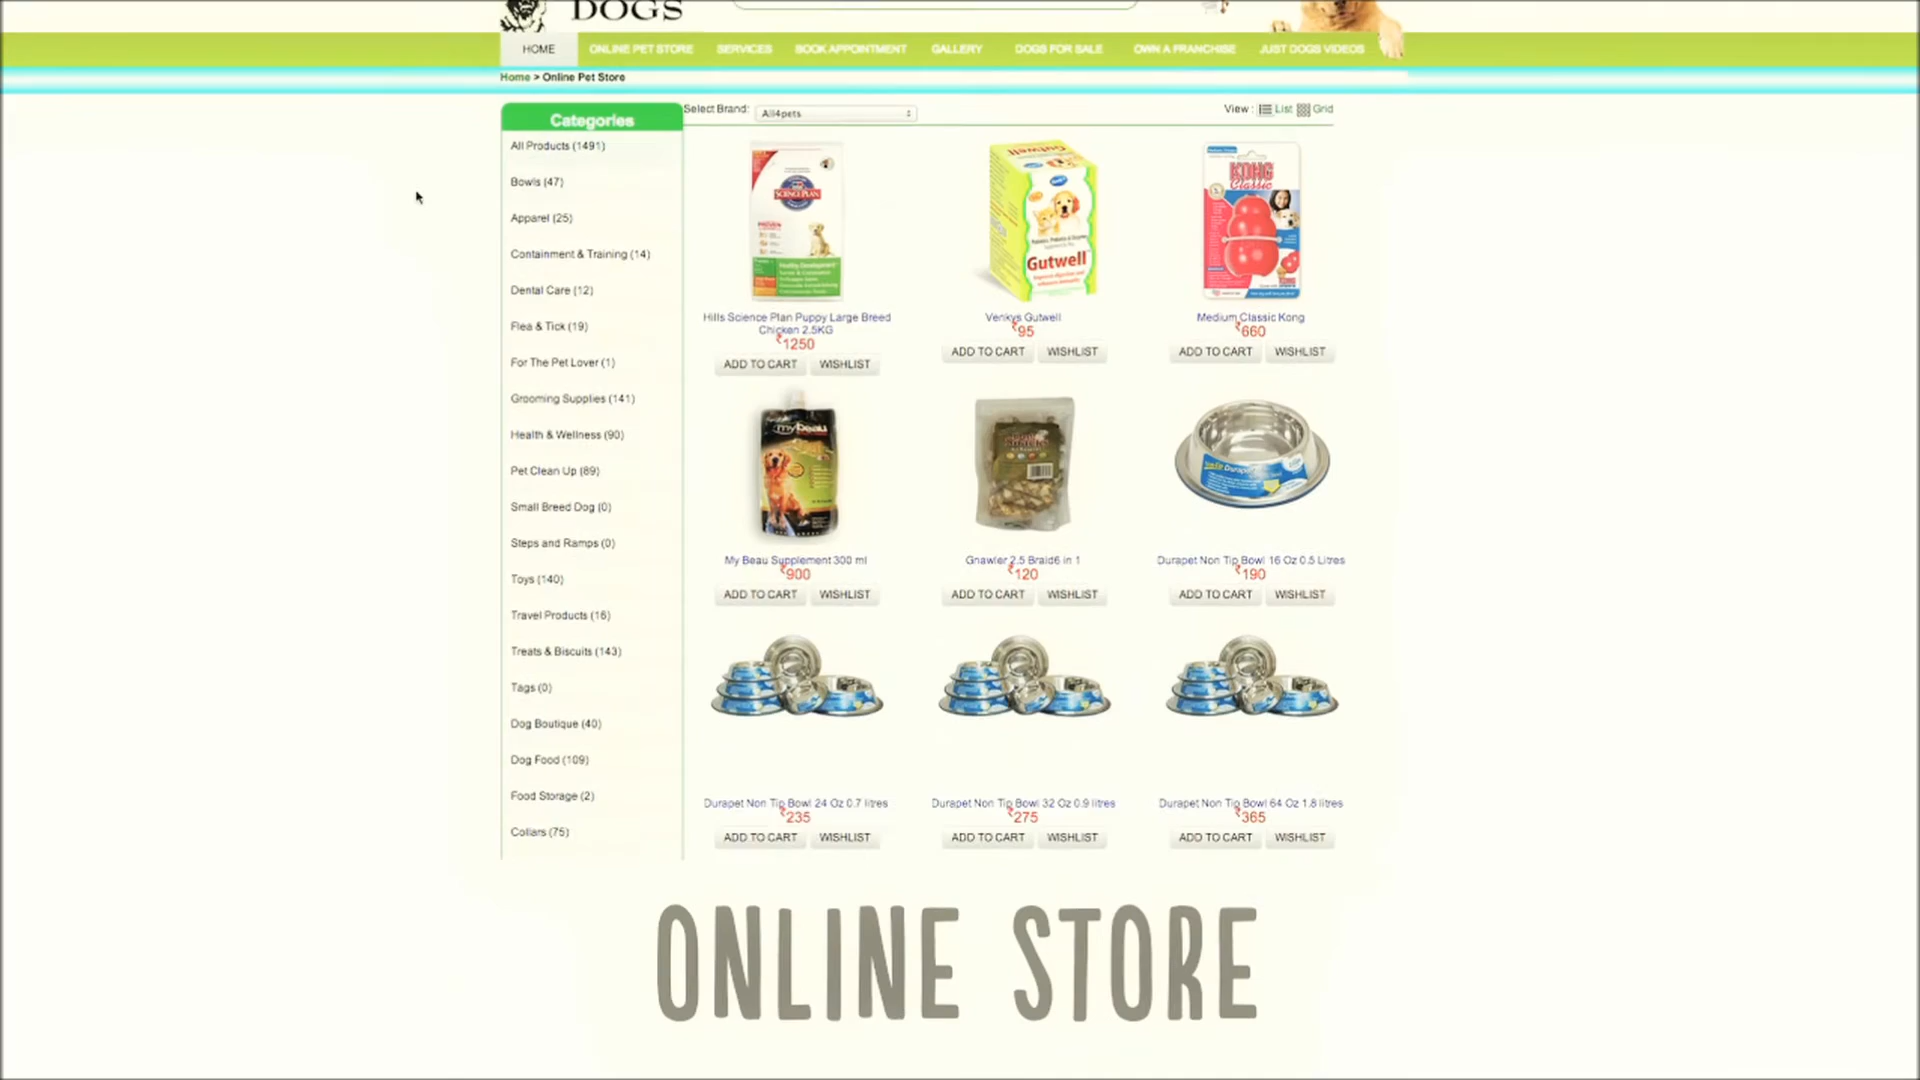 DOGS
HOME ONLINE PET STORE SERVICES BOOK APPOINTMENT GALLERY DOGS FOR SALE OWN A FRANCHISE JUST DOGS VIDEOS
Home > Online Pet Store
Categories
All Products (1491)
Bowls (47)
Apparel (25)
Containment & Training (14)
Dental Care (12)
Flea & Tick (19)
For The Pet Lover (1)
Grooming Supplies (141)
Health & Wellness (90)
Pet Clean Up (89)
Small Breed Dog (0)
Steps and Ramps (0)
Toys (140)
Travel Products (16)
Treats & Biscuits (143)
Tags (0)
Dog Boutique (40)
Dog Food (109)
Food Storage (2)
Collars (75)
Select Brand: All4pets
View : List Grid
SCIENCE PLAN
Gutwell
Gutwell
KONG
Classic
Hills Science Plan Puppy Large Breed
Chicken 2.5KG
₹1250
ADD TO CART WISHLIST
Venkys Gutwell
₹95
ADD TO CART WISHLIST
Medium Classic Kong
₹660
ADD TO CART WISHLIST
mybeau
Durapet
My Beau Supplement 300 ml
₹900
ADD TO CART WISHLIST
Gnawler 2.5 Braid6 in 1
₹120
ADD TO CART WISHLIST
Durapet Non Tip Bowl 16 Oz 0.5 Litres
₹190
ADD TO CART WISHLIST
Durapet Non Tip Bowl 24 Oz 0.7 litres
₹235
ADD TO CART WISHLIST
Durapet Non Tip Bowl 32 Oz 0.9 litres
₹275
ADD TO CART WISHLIST
Durapet Non Tip Bowl 64 Oz 1.8 litres
₹365
ADD TO CART WISHLIST
ONLINE STORE